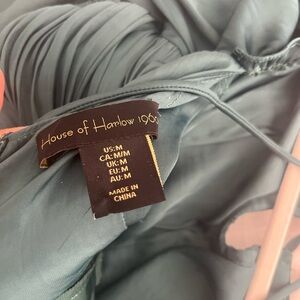 House of Harlow 1960
US:M
CA:M/M
UK:M
EU:M
AU:M
MADE IN
CHINA